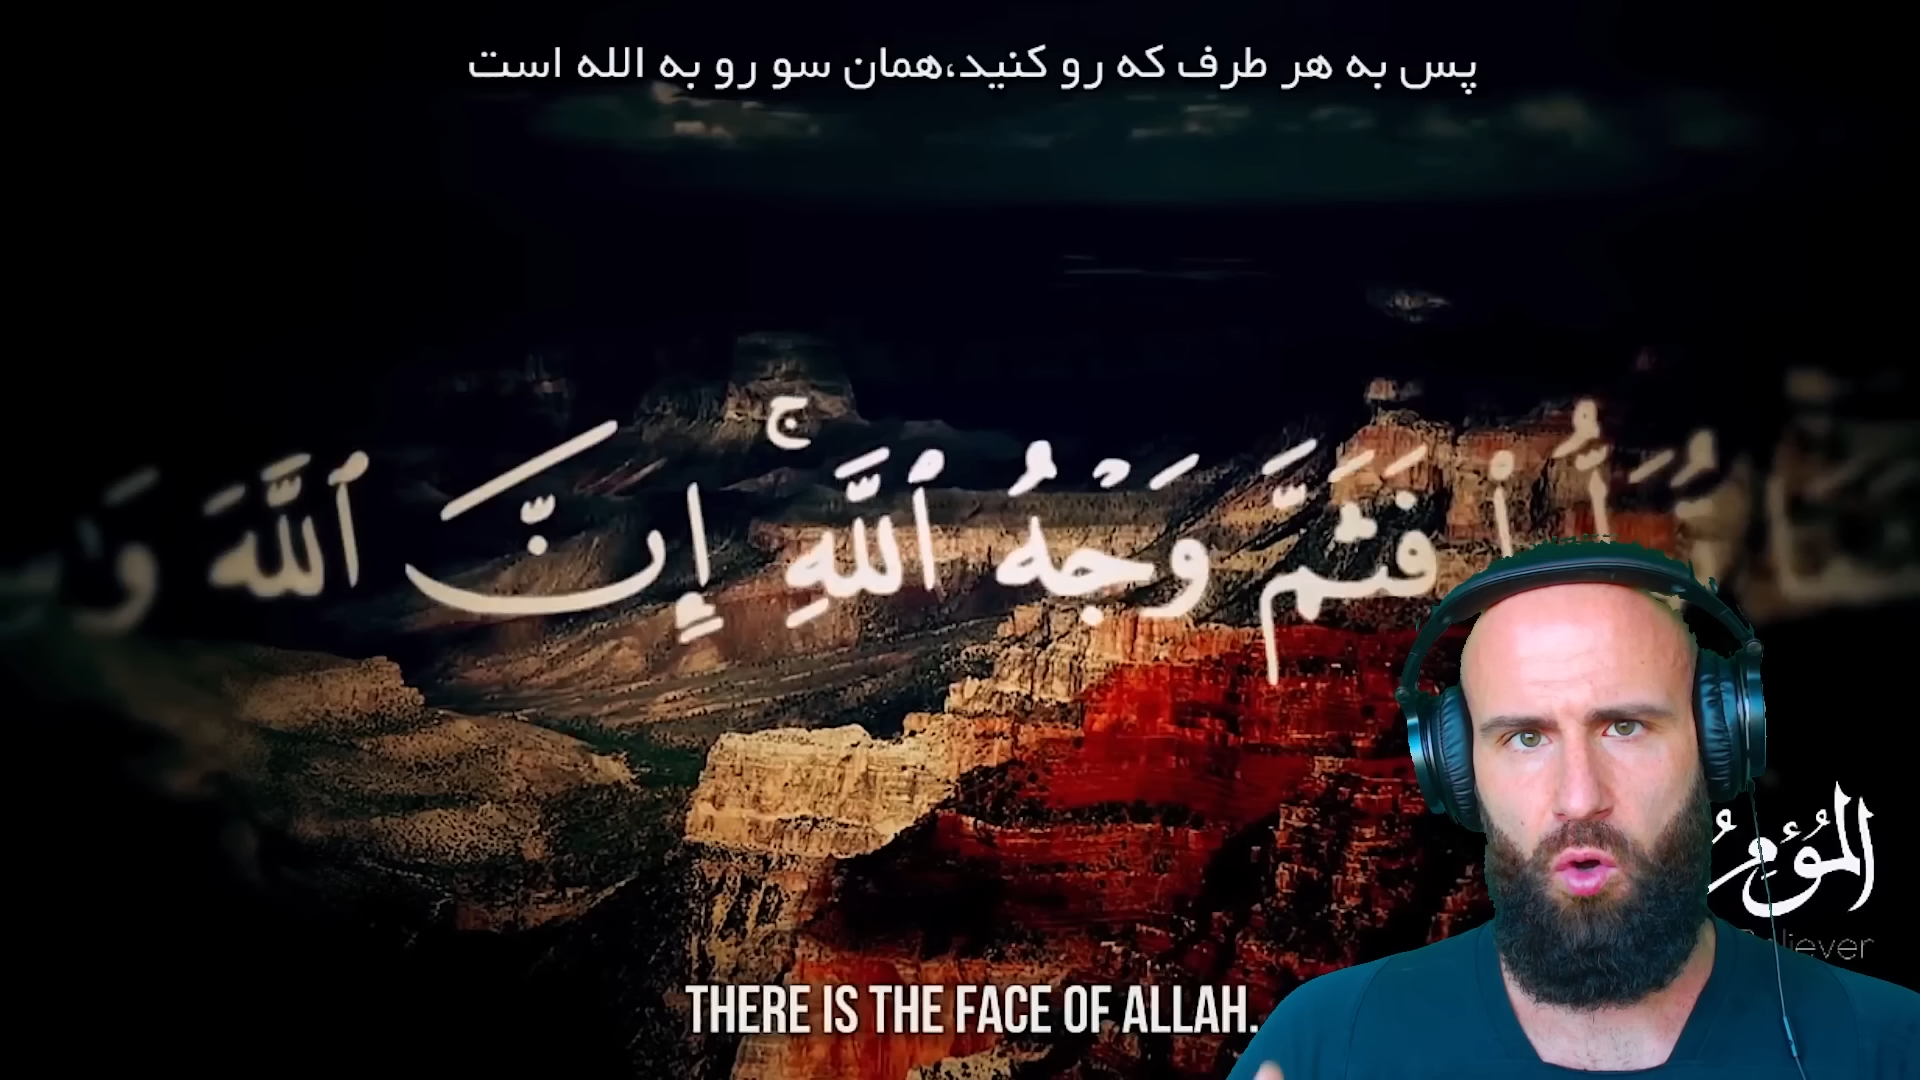 پس به هر طرف که رو کنید،همان سو رو به الله است
فَثَمَّ وَجْهُ ٱللَّهِ ۚ إِنَّ ٱللَّهَ
THERE IS THE FACE OF ALLAH.